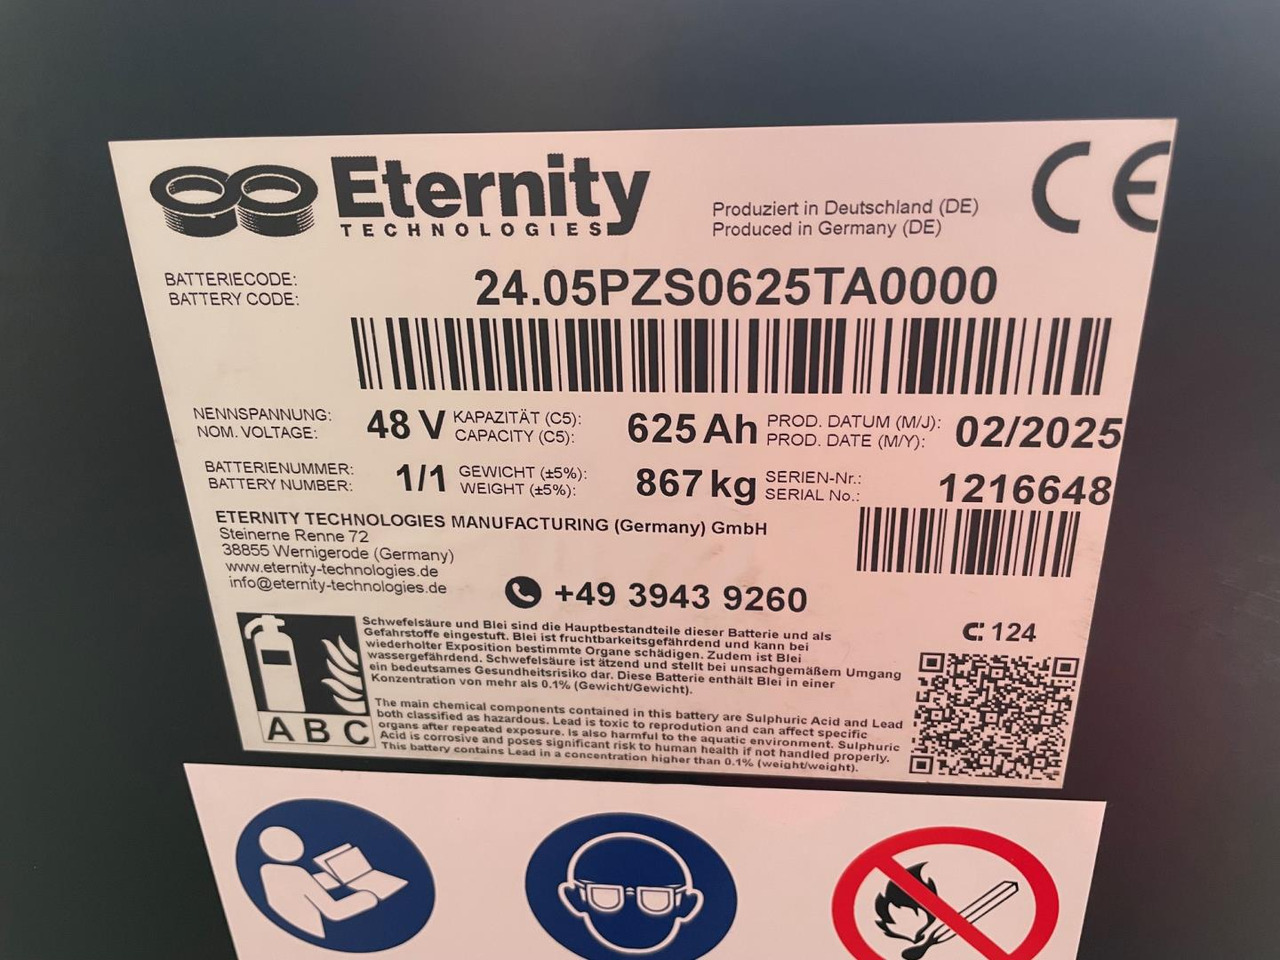 Eternity
TECHNOLOGIES
Produziert in Deutschland (DE)
Produced in Germany (DE)
CE
BATTERIECODE:
BATTERY CODE:
24.05PZS0625TA0000
NENNSPANNUNG:
NOM. VOLTAGE:
48 V
KAPAZITÄT (C5):
CAPACITY (C5):
625 Ah
PROD. DATUM (M/J):
PROD. DATE (M/Y):
02/2025
BATTERIENUMMER:
BATTERY NUMBER:
1/1
GEWICHT (±5%):
WEIGHT (±5%):
867 kg
SERIEN-Nr.:
SERIAL No.:
1216648
ETERNITY TECHNOLOGIES MANUFACTURING (Germany) GmbH
Steinerne Renne 72
38855 Wernigerode (Germany)
www.eternity-technologies.de
info@eternity-technologies.de
+49 3943 9260
C: 124
Schwefelsäure und Blei sind die Hauptbestandteile dieser Batterie und als
Gefahrstoffe eingestuft. Blei ist fruchtbarkeitsgefährdend und kann bei
wiederholter Exposition bestimmte Organe schädigen. Zudem ist Blei
wassergefährdend. Schwefelsäure ist ätzend und stellt bei unsachgemäßem Umgang
ein bedeutsames Gesundheitsrisiko dar. Diese Batterie enthält Blei in einer
Konzentration von mehr als 0.1% (Gewicht/Gewicht).
The main chemical components contained in this battery are Sulphuric Acid and Lead
both classified as hazardous. Lead is toxic to reprodution and can affect specific
organs after repeated exposure. Is also harmful to the aquatic environment. Sulphuric
Acid is corrosive and poses significant risk to human health if not handled properly.
This battery contains Lead in a concentration higher than 0.1% (weight/weight).
A B C